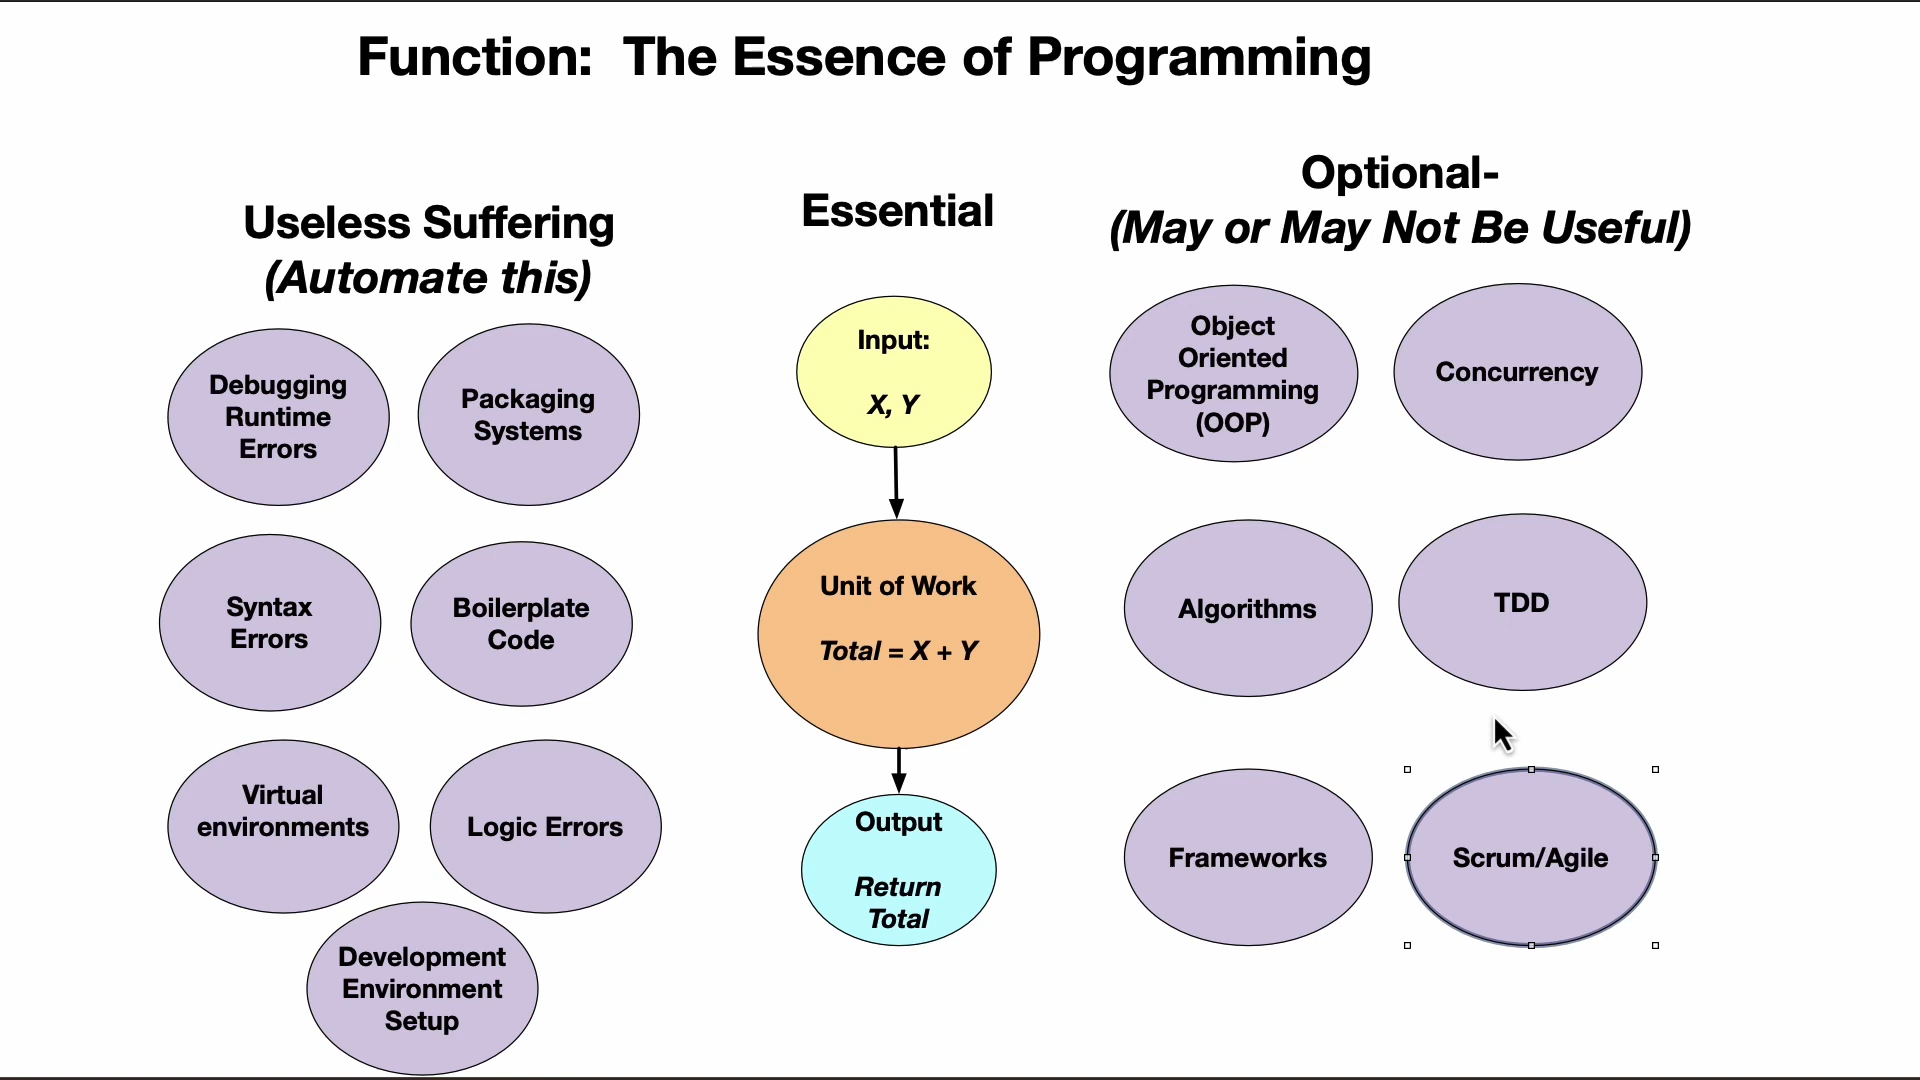 Function:  The Essence of Programming
Useless Suffering
(Automate this)
Debugging
Runtime
Errors
Packaging
Systems
Syntax
Errors
Boilerplate
Code
Virtual
environments
Logic Errors
Development
Environment
Setup
Essential
Input:
X, Y
Unit of Work
Total = X + Y
Output
Return
Total
Optional-
(May or May Not Be Useful)
Object
Oriented
Programming
(OOP)
Concurrency
Algorithms
TDD
Frameworks
Scrum/Agile